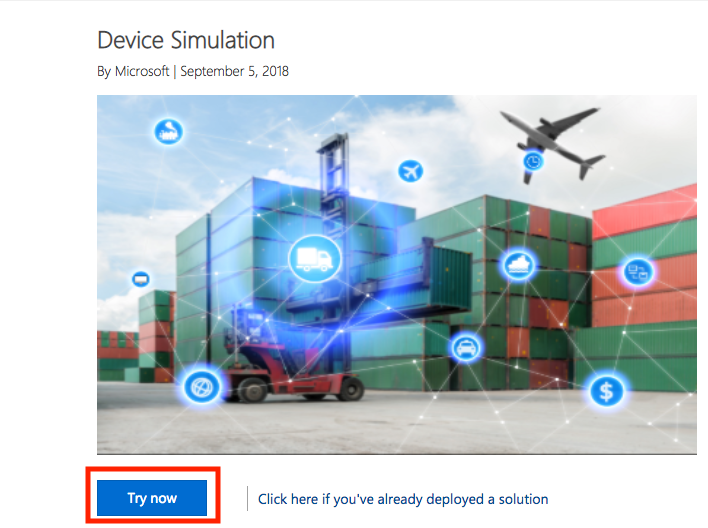 Device Simulation
By Microsoft | September 5, 2018
$
Try now
Click here if you've already deployed a solution